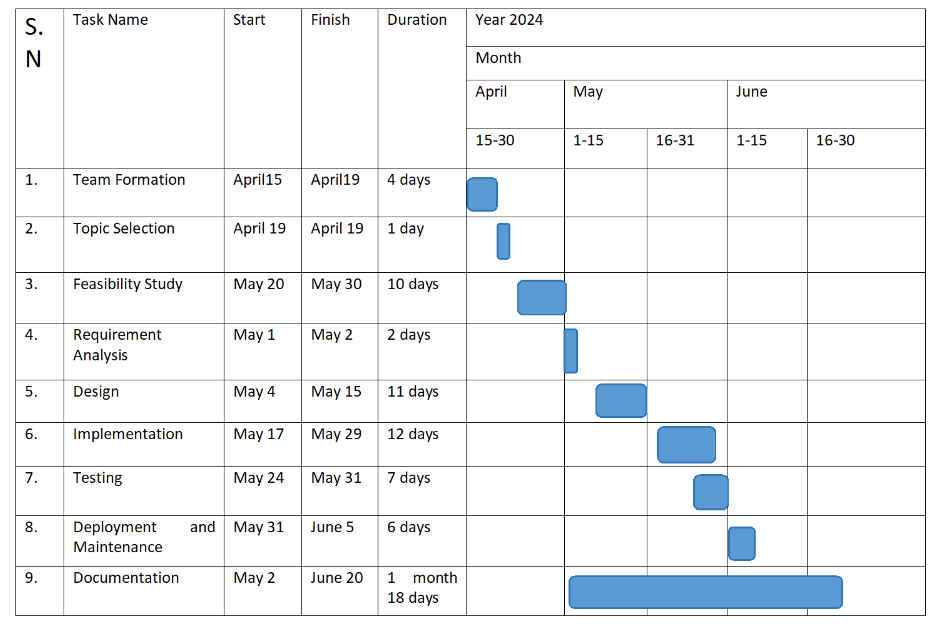 S. N Task Name Start Finish Duration Year 2024
Month
April May June
15-30 1-15 16-31 1-15 16-30
1. Team Formation April15 April19 4 days
2. Topic Selection April 19 April 19 1 day
3. Feasibility Study May 20 May 30 10 days
4. Requirement Analysis May 1 May 2 2 days
5. Design May 4 May 15 11 days
6. Implementation May 17 May 29 12 days
7. Testing May 24 May 31 7 days
8. Deployment and Maintenance May 31 June 5 6 days
9. Documentation May 2 June 20 1 month 18 days